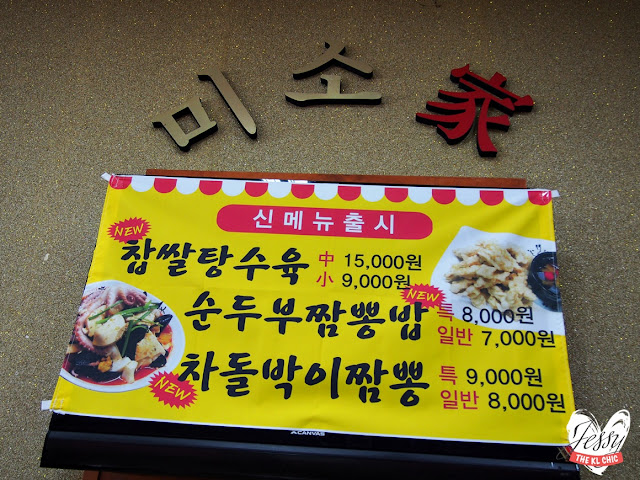 미소家
신메뉴출시
NEW
찹쌀탕수육 中 15,000원
小 9,000원
NEW
순두부짬뽕밥 특 8,000원
일반 7,000원
NEW
차돌박이짬뽕 특 9,000원
일반 8,000원
CANVAS
Jessy
THE KL CHIC